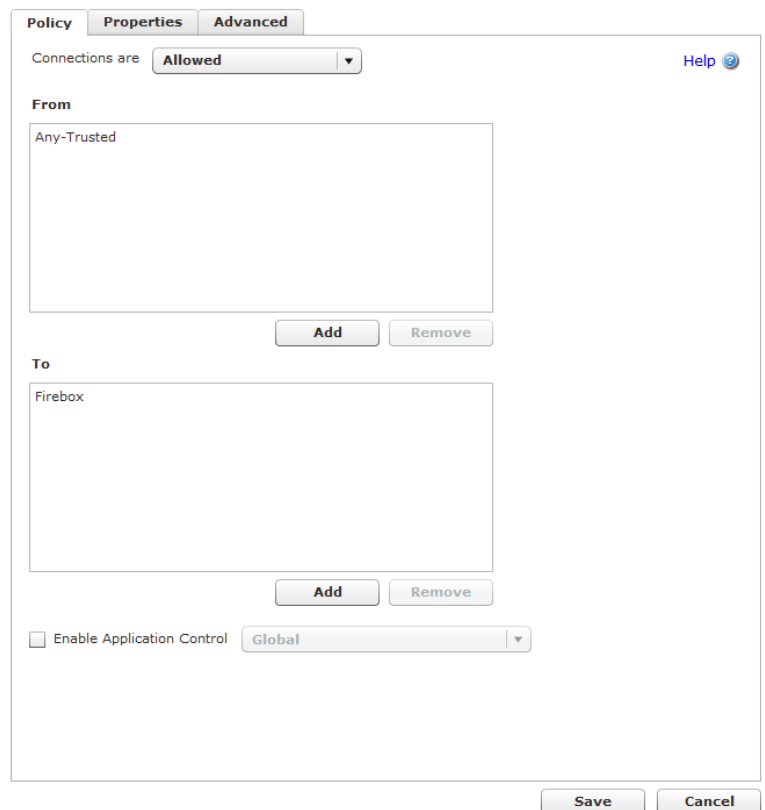 Policy Properties Advanced
Connections are Allowed Help
From
Any-Trusted
Add Remove
To
Firebox
Add Remove
Enable Application Control Global
Save Cancel